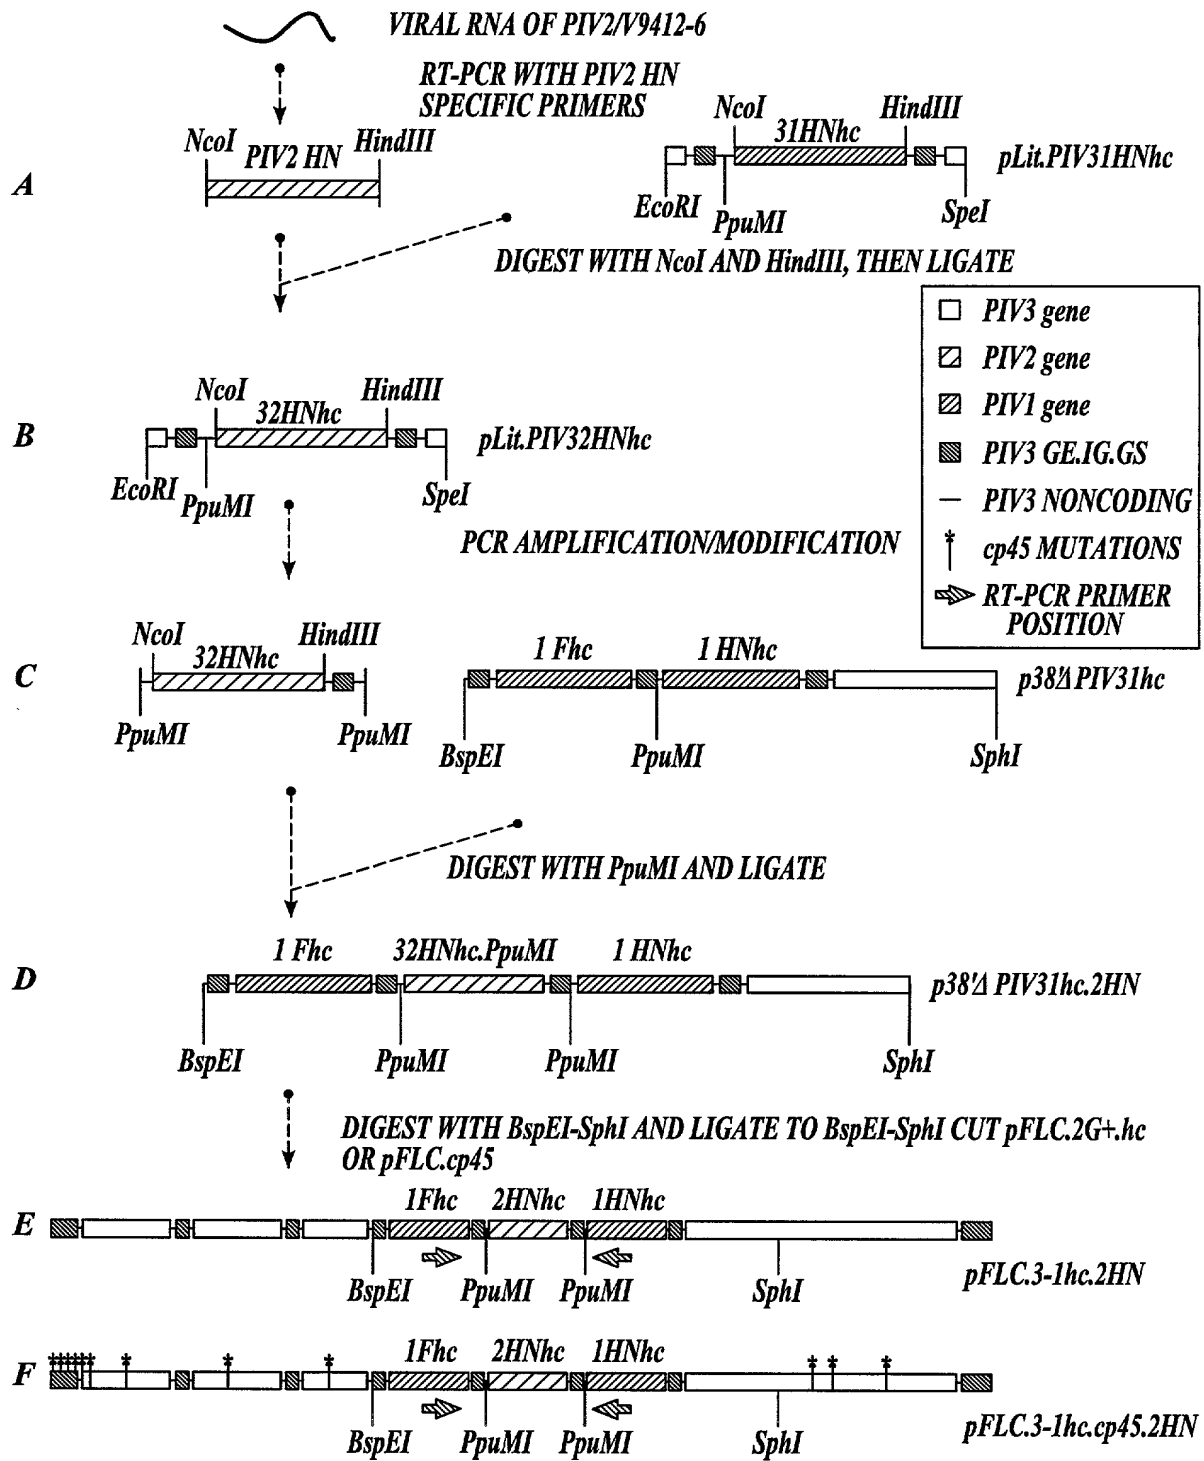 VIRAL RNA OF PIV2/V9412-6
RT-PCR WITH PIV2 HN
SPECIFIC PRIMERS
NcoI
PIV2 HN
HindIII
NcoI
31HNhc
HindIII
A
pLit.PIV31HNhc
EcoRI
PpuMI
SpeI
DIGEST WITH NcoI AND HindIII, THEN LIGATE
PIV3 gene
PIV2 gene
PIV1 gene
PIV3 GE.IG.GS
PIV3 NONCODING
cp45 MUTATIONS
RT-PCR PRIMER
POSITION
NcoI
32HNhc
HindIII
B
pLit.PIV32HNhc
EcoRI
PpuMI
SpeI
PCR AMPLIFICATION/MODIFICATION
NcoI
32HNhc
HindIII
1 Fhc
1 HNhc
C
p38'Δ PIV31hc
PpuMI
PpuMI
BspEI
PpuMI
SphI
DIGEST WITH PpuMI AND LIGATE
1 Fhc
32HNhc.PpuMI
1 HNhc
D
p38'Δ PIV31hc.2HN
BspEI
PpuMI
PpuMI
SphI
DIGEST WITH BspEI-SphI AND LIGATE TO BspEI-SphI CUT pFLC.2G+.hc
OR pFLC.cp45
1Fhc
2HNhc
1HNhc
E
BspEI
PpuMI
PpuMI
SphI
pFLC.3-1hc.2HN
1Fhc
2HNhc
1HNhc
F
BspEI
PpuMI
PpuMI
SphI
pFLC.3-1hc.cp45.2HN